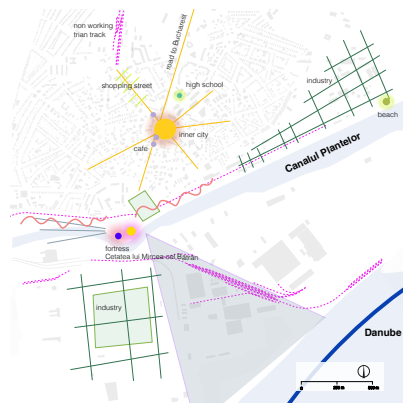 non working
trian track
road to Bucharest
shopping street
high school
industry
beach
inner city
cafe
Canalul Plantelor
fortress
Cetatea lui Mircea cel Batran
industry
Danube